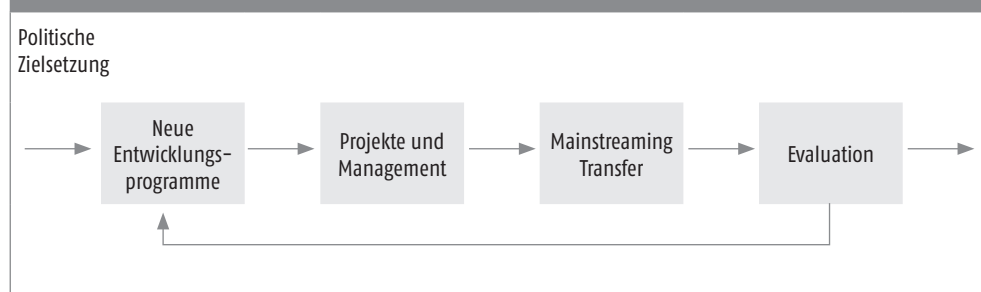 Politische
Zielsetzung
Neue
Entwicklungs-
programme
Projekte und
Management
Mainstreaming
Transfer
Evaluation